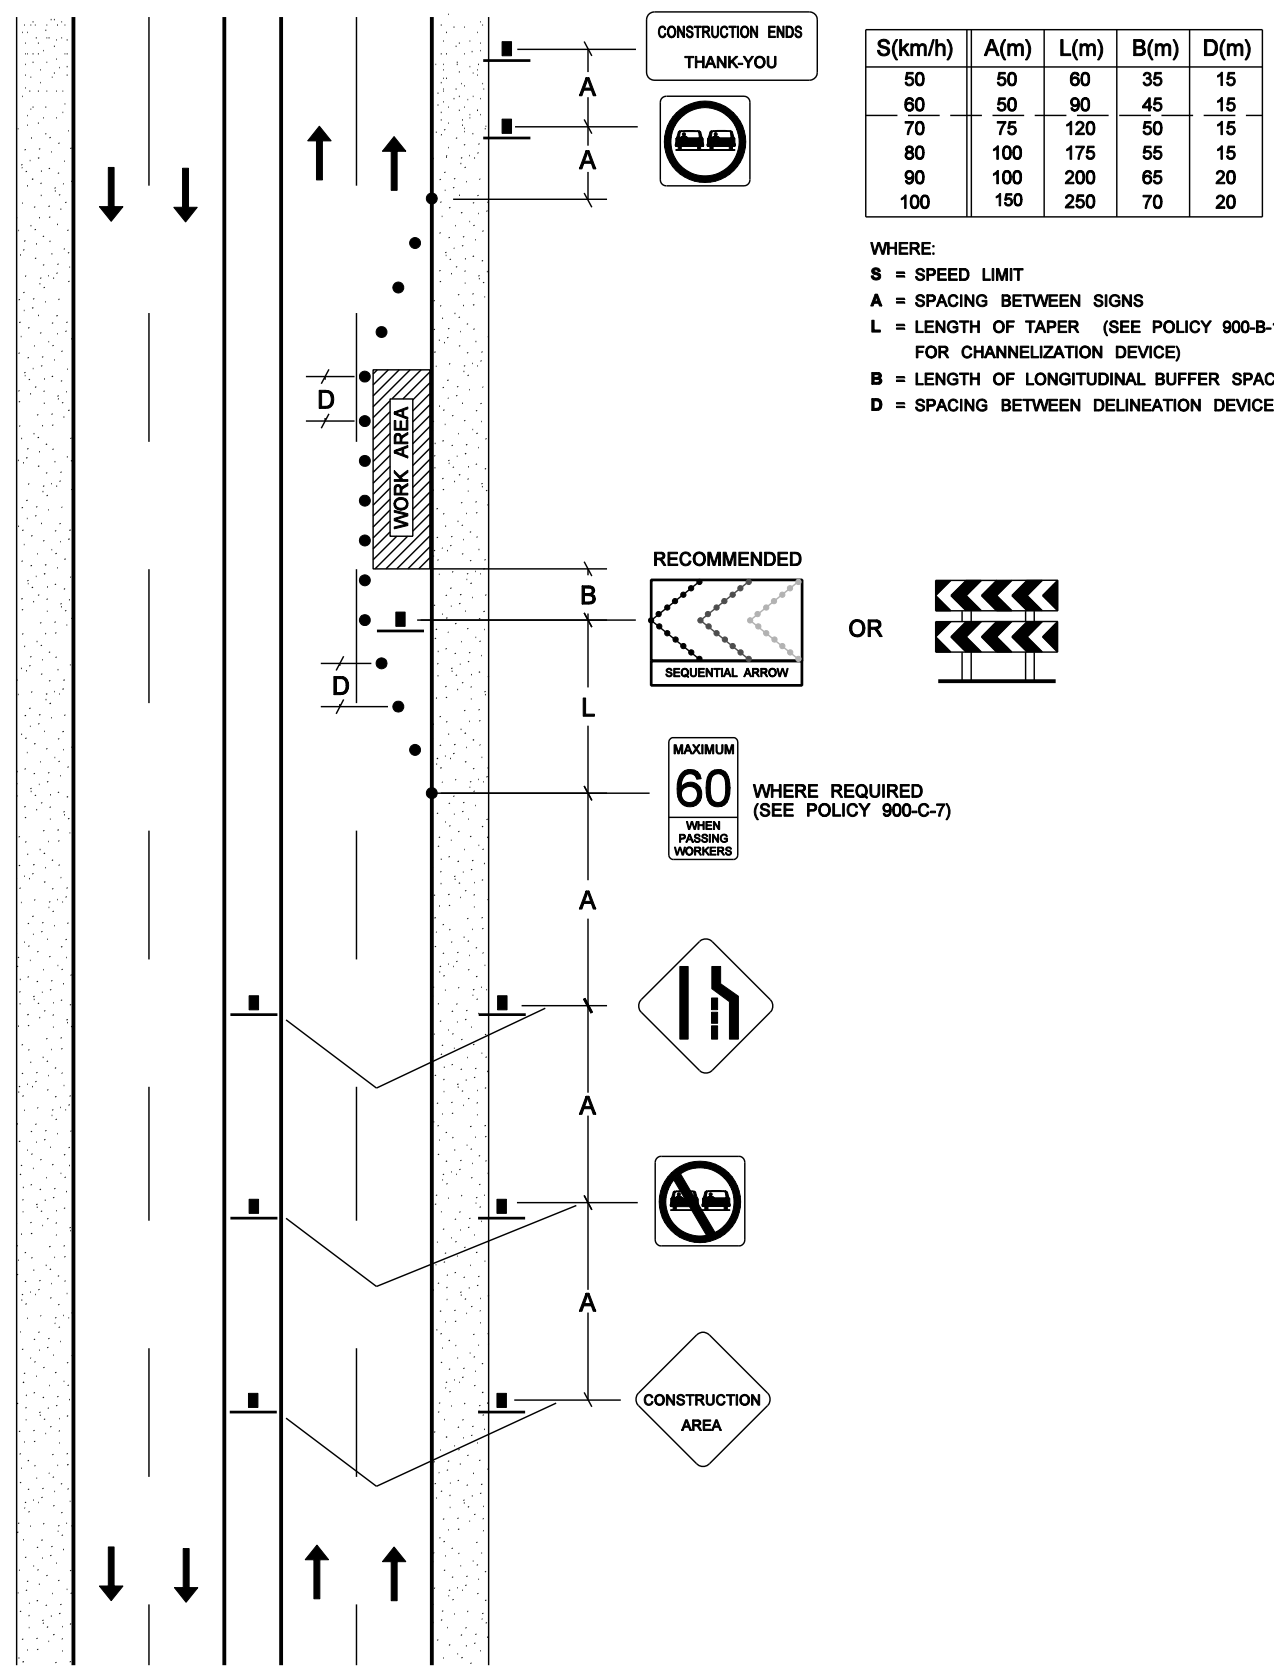 CONSTRUCTION ENDS
THANK-YOU
S(km/h) A(m) L(m) B(m) D(m)
50 50 60 35 15
60 50 90 45 15
70 75 120 50 15
80 100 175 55 15
90 100 200 65 20
100 150 250 70 20
WHERE:
S = SPEED LIMIT
A = SPACING BETWEEN SIGNS
L = LENGTH OF TAPER (SEE POLICY 900-B-
FOR CHANNELIZATION DEVICE)
B = LENGTH OF LONGITUDINAL BUFFER SPAC
D = SPACING BETWEEN DELINEATION DEVICE
A
A
D
WORK AREA
RECOMMENDED
B
OR
SEQUENTIAL ARROW
D
L
MAXIMUM
60
WHEN
PASSING
WORKERS
WHERE REQUIRED
(SEE POLICY 900-C-7)
A
A
A
CONSTRUCTION
AREA